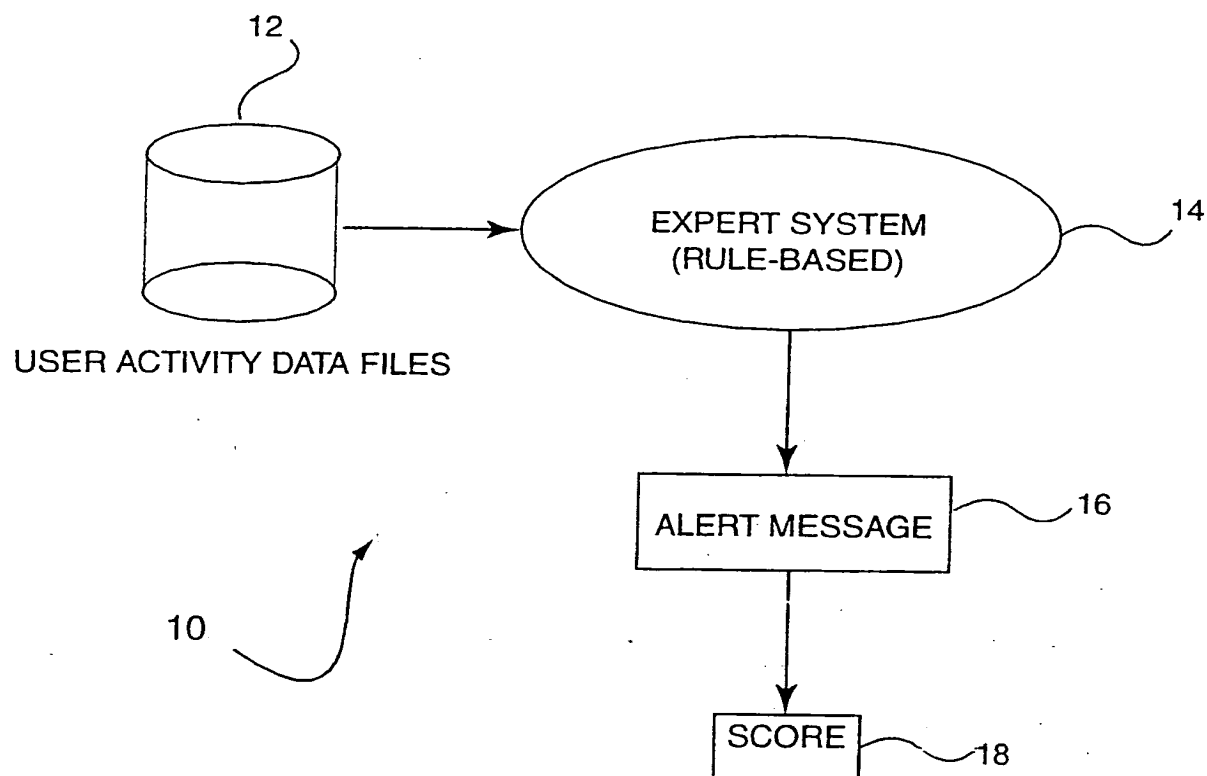 12
EXPERT SYSTEM
(RULE-BASED)
14
USER ACTIVITY DATA FILES
ALERT MESSAGE
16
10
SCORE
18